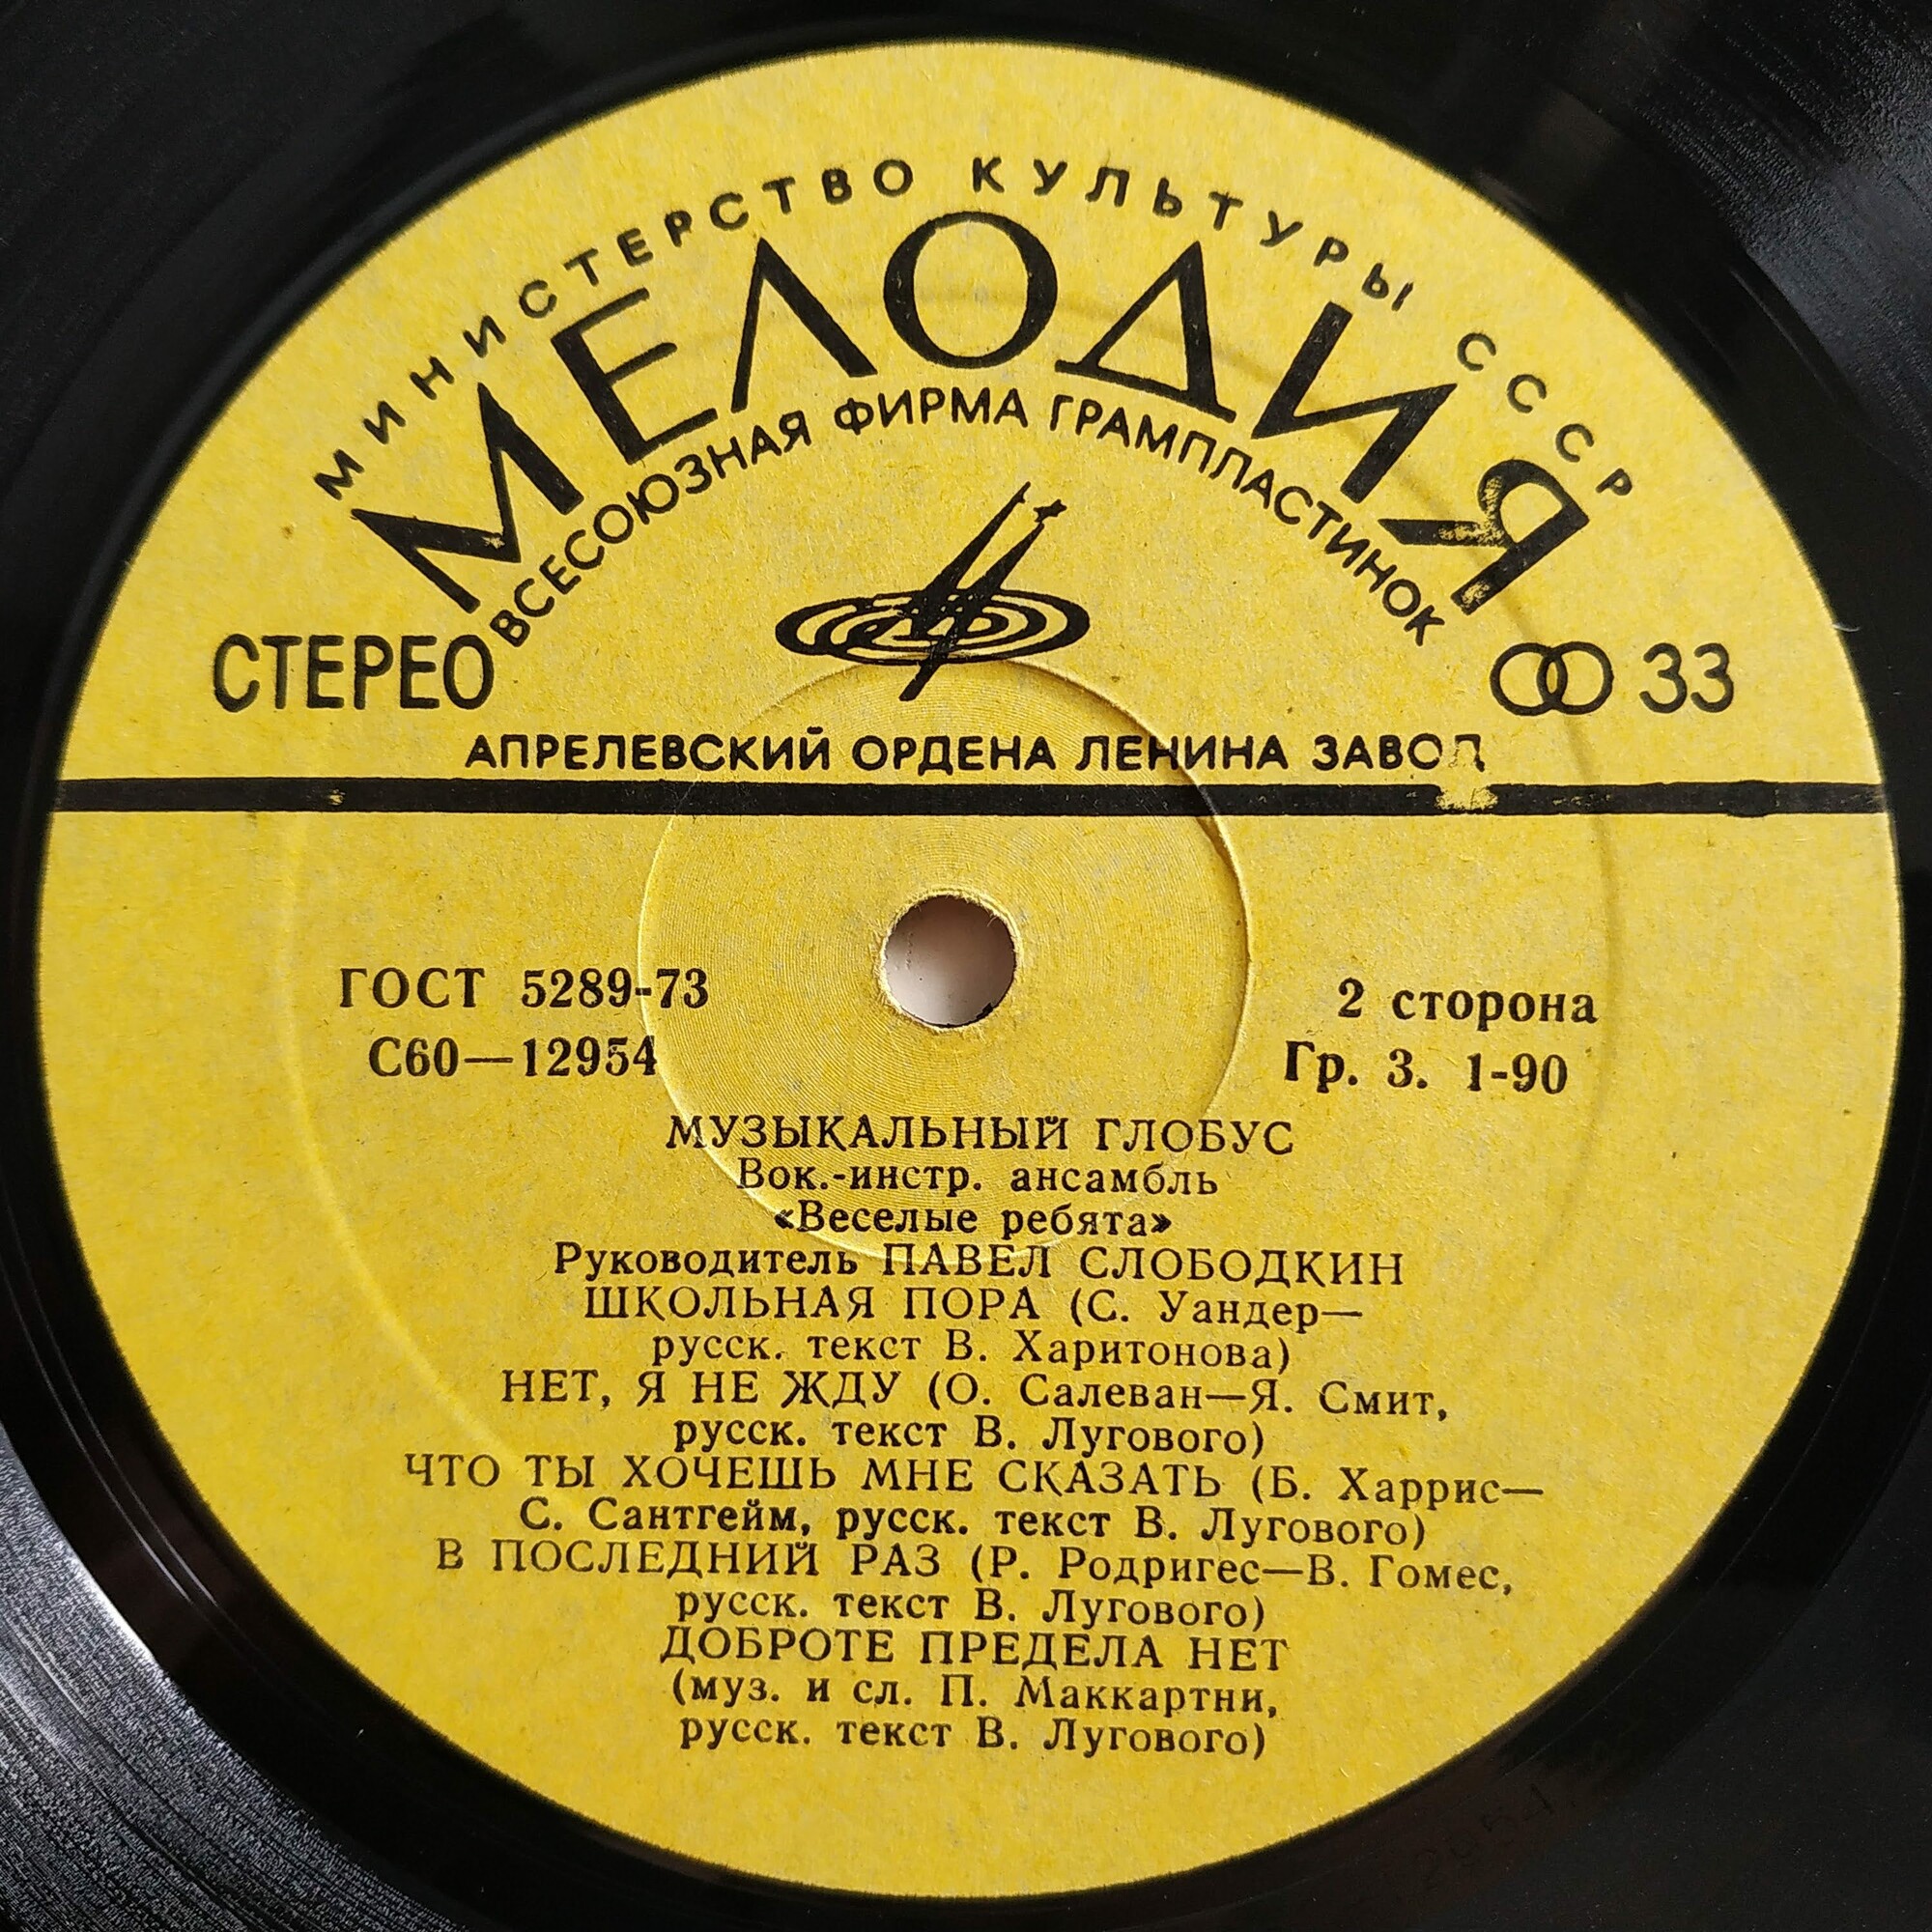 МИНИСТЕРСТВО КУЛЬТУРЫ СССР
МЕЛОДИЯ
ВСЕСОЮЗНАЯ ФИРМА ГРАМПЛАСТИНОК
СТЕРЕО
33
АПРЕЛЕВСКИЙ ОРДЕНА ЛЕНИНА ЗАВОД
ГОСТ 5289-73
2 сторона
С60—12954
Гр. 3. 1-90
МУЗЫКАЛЬНЫЙ ГЛОБУС
Вок.-инстр. ансамбль
«Веселые ребята»
Руководитель ПАВЕЛ СЛОБОДКИН
ШКОЛЬНАЯ ПОРА (С. Уандер—
русск. текст В. Харитонова)
НЕТ, Я НЕ ЖДУ (О. Салеван—Я. Смит,
русск. текст В. Лугового)
ЧТО ТЫ ХОЧЕШЬ МНЕ СКАЗАТЬ (Б. Харрис—
С. Сантгейм, русск. текст В. Лугового)
В ПОСЛЕДНИЙ РАЗ (Р. Родригес—В. Гомес,
русск. текст В. Лугового)
ДОБРОТЕ ПРЕДЕЛА НЕТ
(муз. и сл. П. Маккартни,
русск. текст В. Лугового)